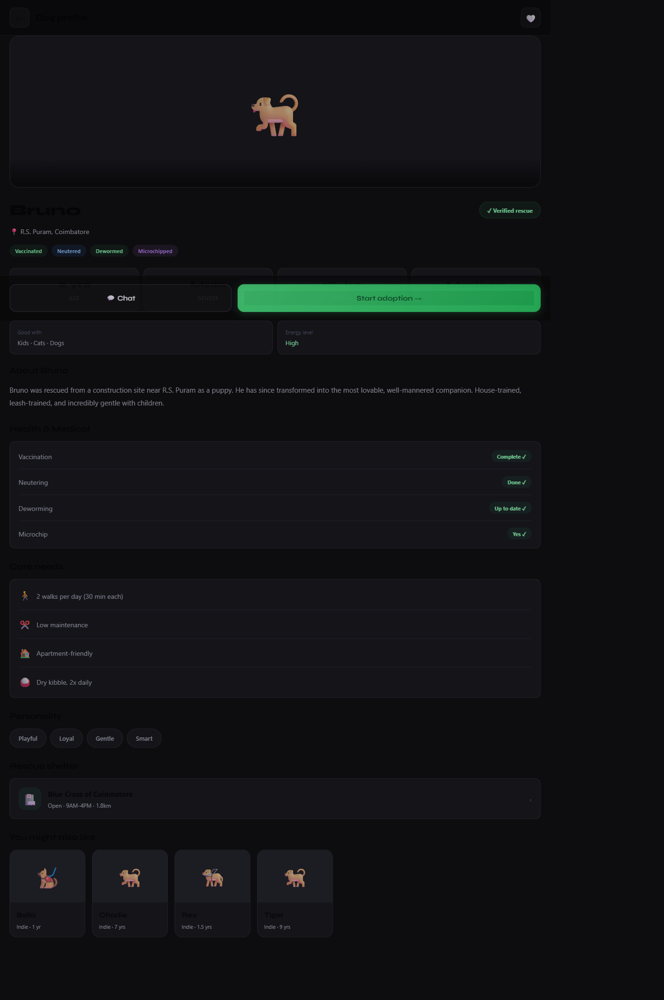 ←
Dog profile
Bruno
✓ Verified rescue
📍 R.S. Puram, Coimbatore
Vaccinated
Neutered
Dewormed
Microchipped
Male
AGE
GENDER
💬 Chat
Start adoption →
Good with
Kids · Cats · Dogs
Energy level
High
About Bruno
Bruno was rescued from a construction site near R.S. Puram as a puppy. He has since transformed into the most lovable, well-mannered companion. House-trained,
leash-trained, and incredibly gentle with children.
Health & Medical
Vaccination
Complete ✓
Neutering
Done ✓
Deworming
Up to date ✓
Microchip
Yes ✓
Care needs
2 walks per day (30 min each)
Low maintenance
Apartment-friendly
Dry kibble, 2x daily
Personality
Playful
Loyal
Gentle
Smart
Rescue shelter
Blue Cross of Coimbatore
Open · 9AM-4PM · 1.8km
›
You might also like
Bella
Indie · 1 yr
Charlie
Indie · 7 yrs
Rex
Indie · 1.5 yrs
Tiger
Indie · 9 yrs